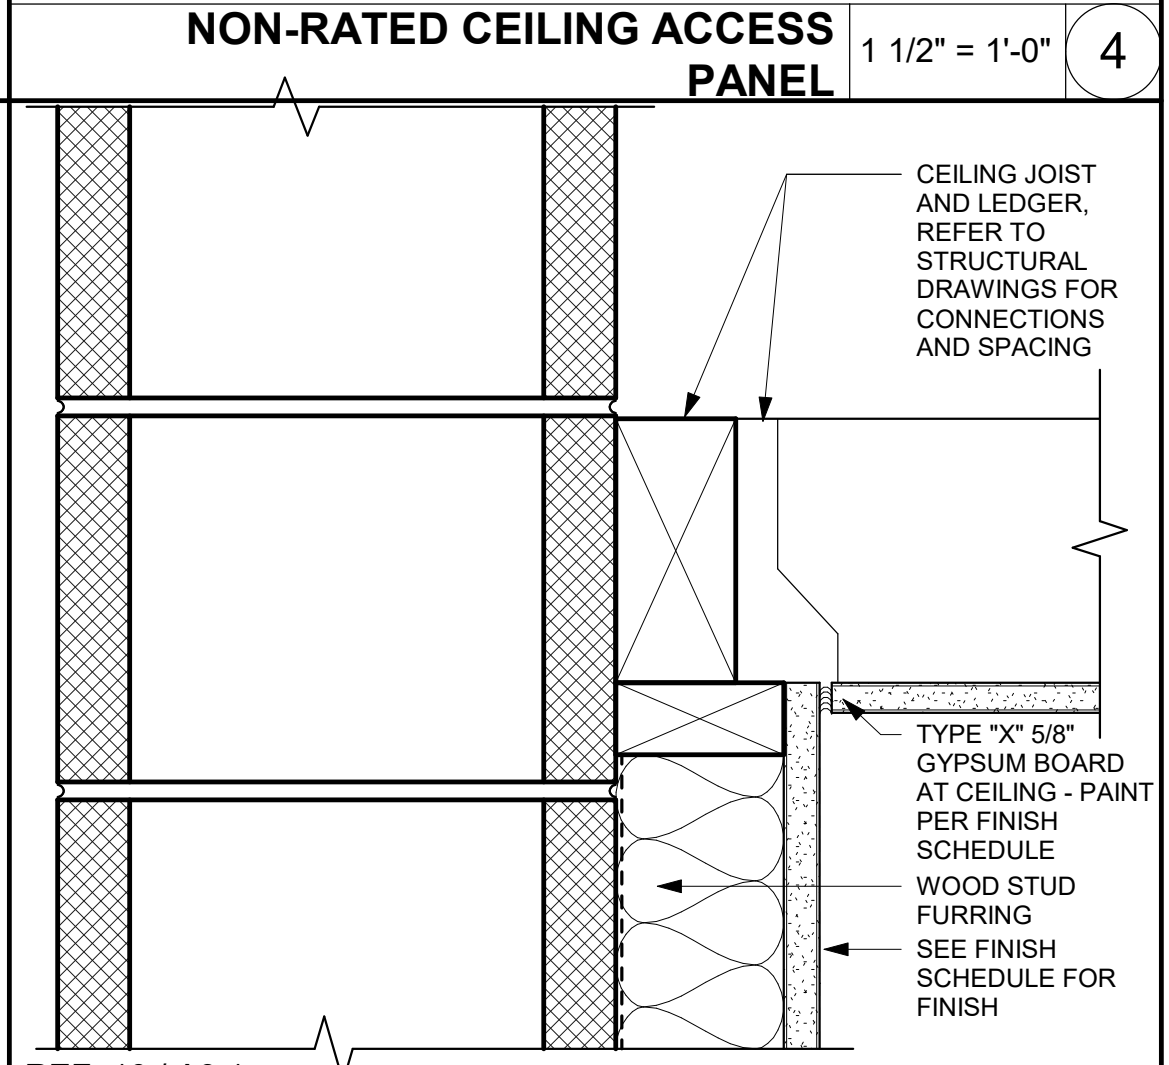 NON-RATED CEILING ACCESS
PANEL
1 1/2" = 1'-0"
4
CEILING JOIST
AND LEDGER,
REFER TO
STRUCTURAL
DRAWINGS FOR
CONNECTIONS
AND SPACING
TYPE "X" 5/8"
GYPSUM BOARD
AT CEILING - PAINT
PER FINISH
SCHEDULE
WOOD STUD
FURRING
SEE FINISH
SCHEDULE FOR
FINISH